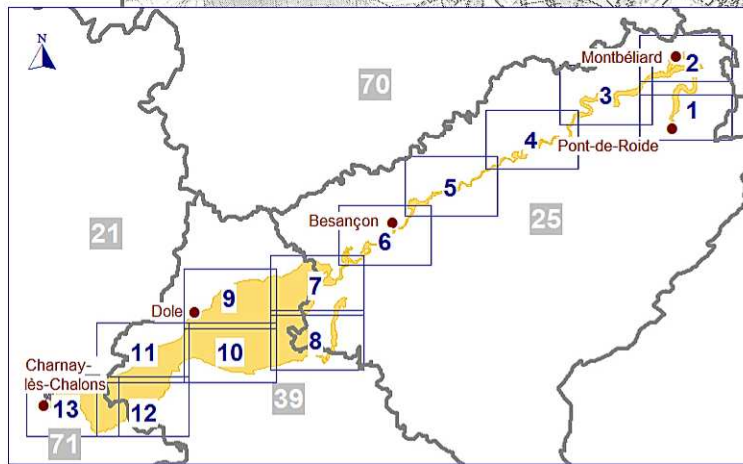 N
70
Montbéliard
2
3
1
4
Pont-de-Roide
5
25
21
Besançon
6
7
9
Dole
8
11
10
Charnay-
lès-Chalons
39
13
12
71